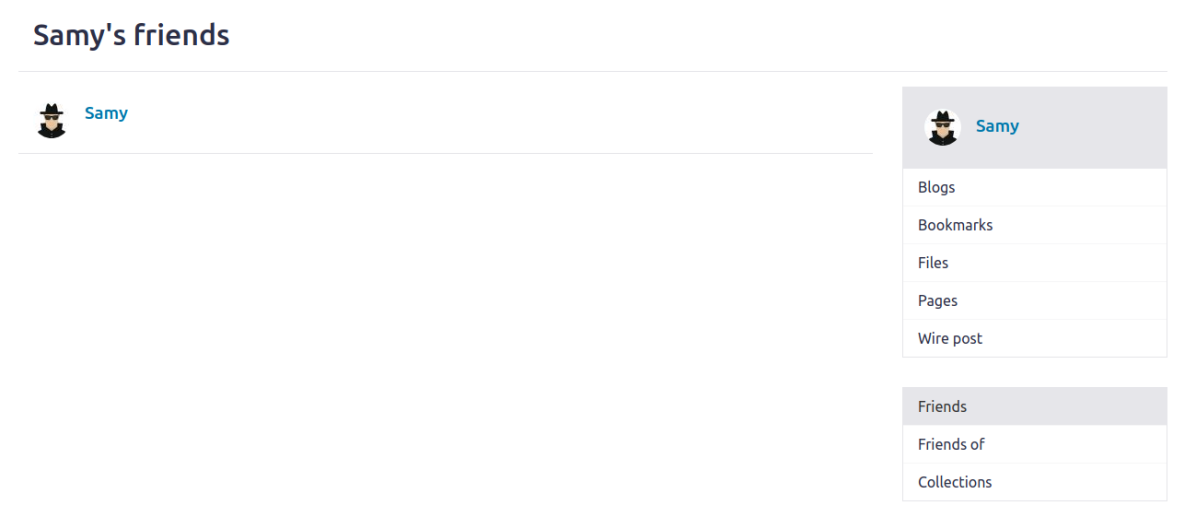 Samy's friends
Samy
Samy
Blogs
Bookmarks
Files
Pages
Wire post
Friends
Friends of
Collections